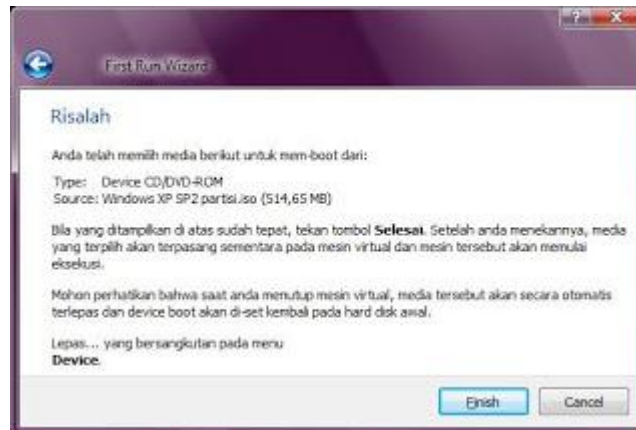 First Run Wizard
Risalah
Anda telah memilih media berikut untuk mem-boot dari:
Type: Device CD/DVD-ROM
Source: Windows XP SP2 partisi.iso (514,65 MB)
Bila yang ditampilkan di atas sudah tepat, tekan tombol Selesai. Setelah anda menekannya, media
yang terpilih akan terpasang sementara pada mesin virtual dan mesin tersebut akan memulai
eksekusi.
Mohon perhatikan bahwa saat anda menutup mesin virtual, media tersebut akan secara otomatis
terlepas dan device boot akan di-set kembali pada hard disk awal.
Lepas... yang bersangkutan pada menu
Device.
Finish Cancel